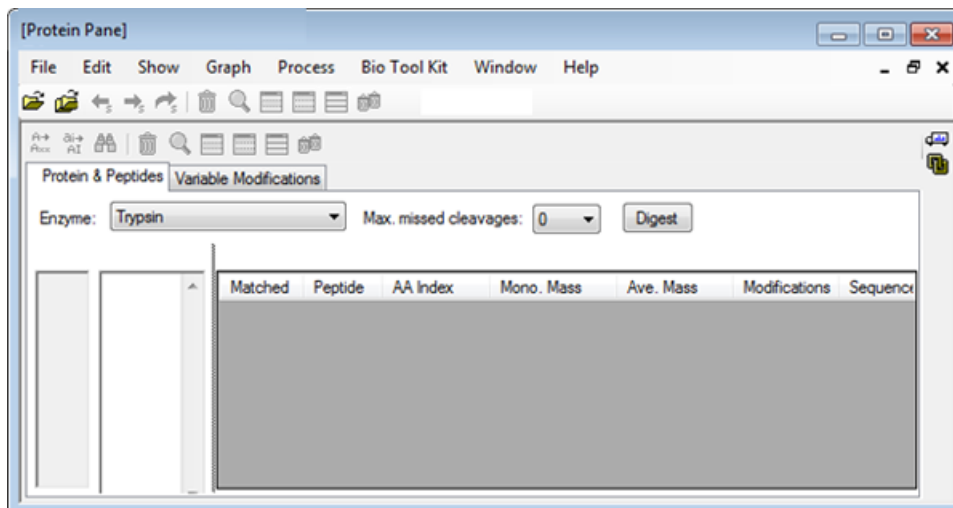 [Protein Pane]
File Edit Show Graph Process Bio Tool Kit Window Help
Protein & Peptides Variable Modifications
Enzyme: Trypsin Max. missed cleavages: 0 Digest
Matched Peptide AA Index Mono. Mass Ave. Mass Modifications Sequence